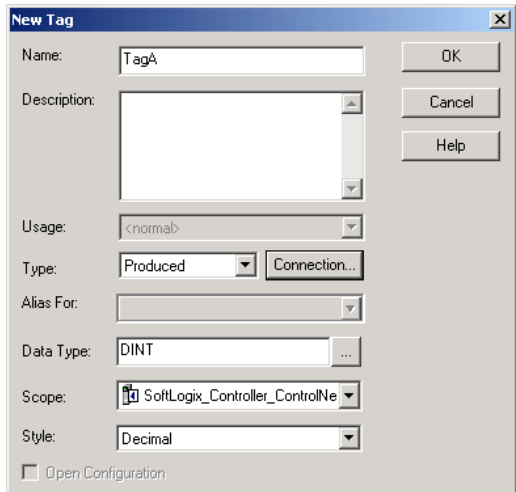 New Tag
Name: TagA OK
Description: Cancel
Help
Usage: <normal>
Type: Produced Connection...
Alias For:
Data Type: DINT ...
Scope: SoftLogix_Controller_ControlNe
Style: Decimal
Open Configuration